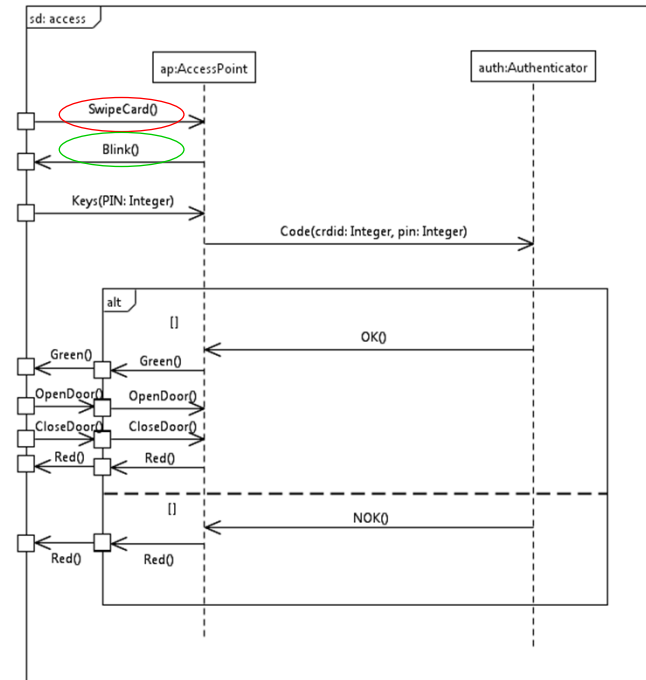 sd: access
ap:AccessPoint
auth:Authenticator
SwipeCard()
Blink()
Keys(PIN: Integer)
Code(crdid: Integer, pin: Integer)
alt
[]
OK()
Green()
Green()
OpenDoor()
OpenDoor()
CloseDoor()
CloseDoor()
Red()
Red()
[]
NOK()
Red()
Red()